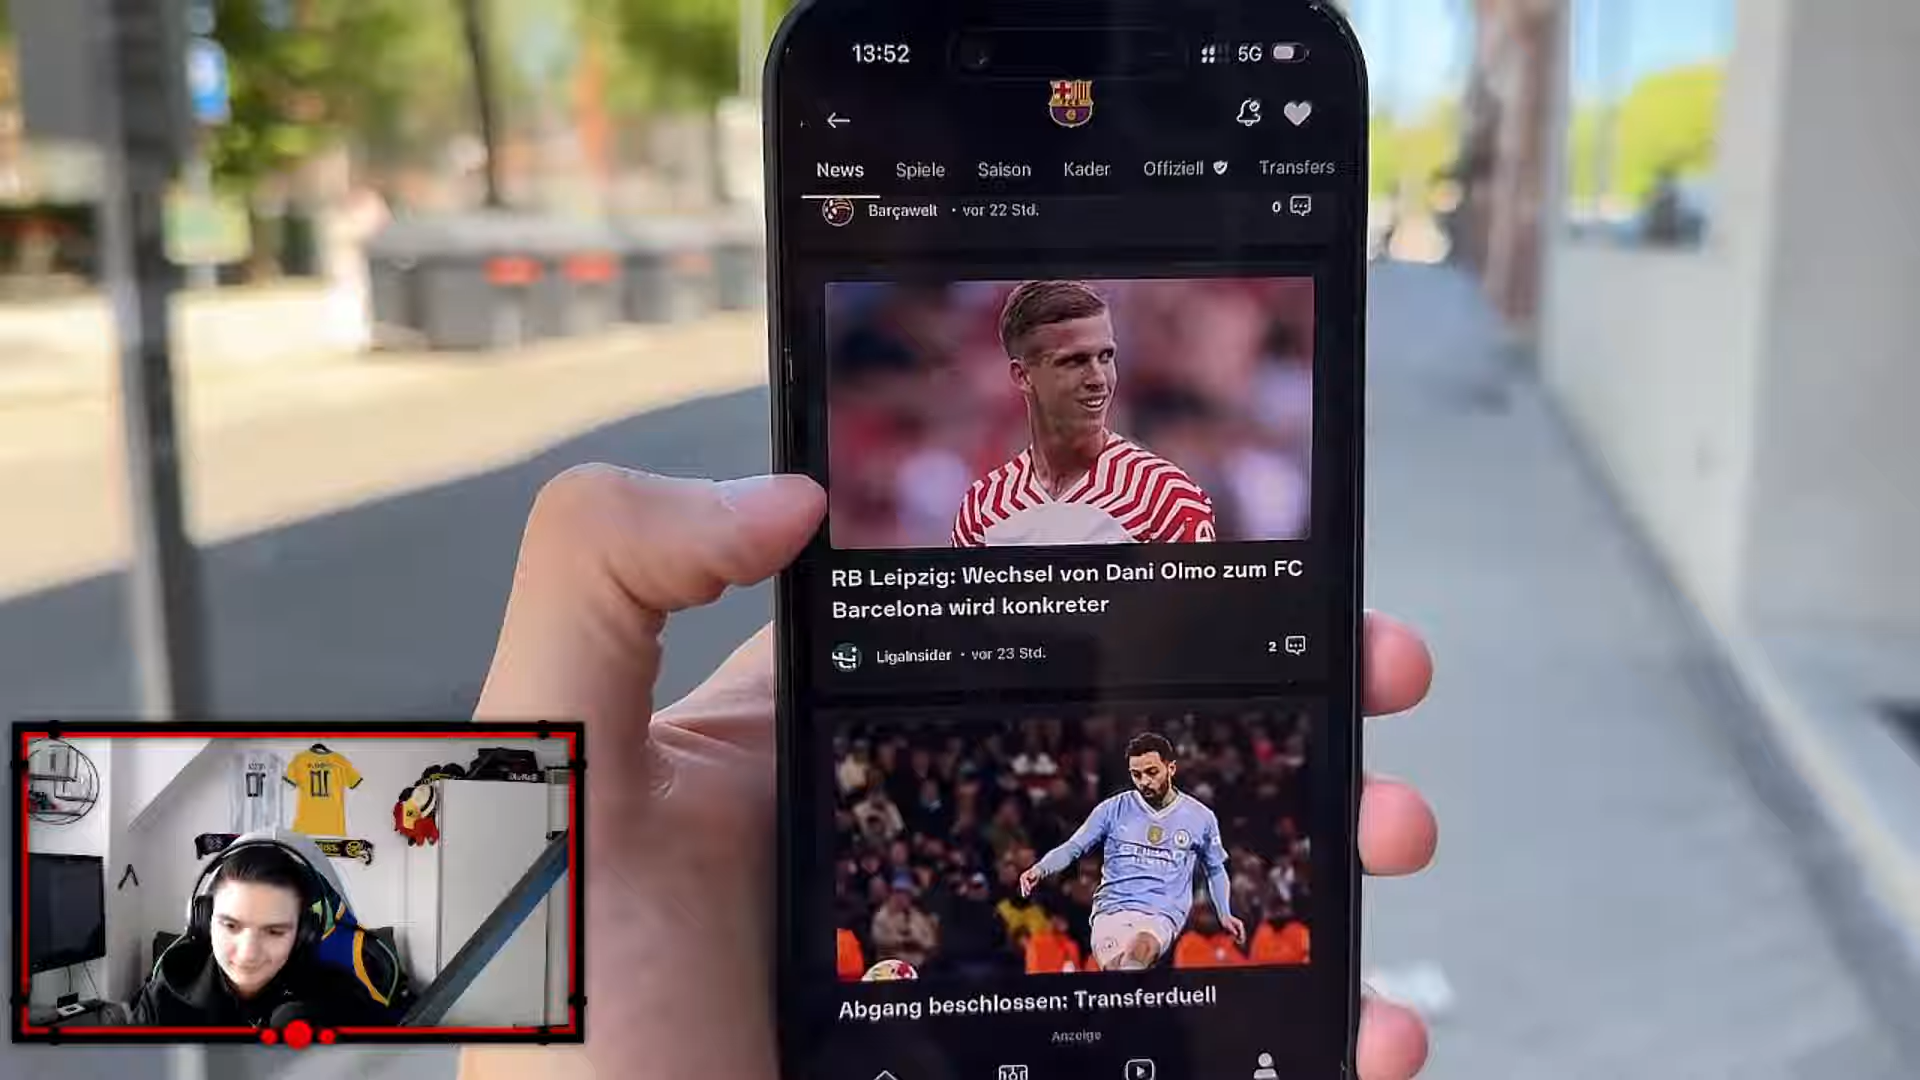 13:52
5G
News Spiele Saison Kader Offiziell Transfers
Barçawelt · vor 22 Std.
0
RB Leipzig: Wechsel von Dani Olmo zum FC
Barcelona wird konkreter
LigaInsider · vor 23 Std.
2
Abgang beschlossen: Transferduell
Anzeige